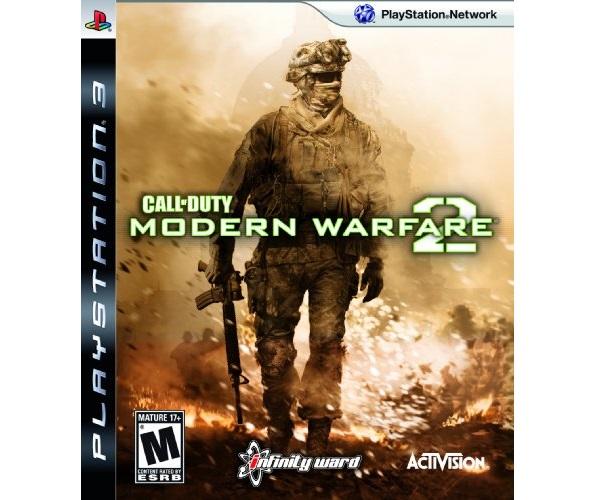 PlayStation Network
PLAYSTATION 3
CALL OF DUTY
MODERN WARFARE 2
MATURE 17+
M
CONTENT RATED BY
ESRB
infinity ward
ACTIVISION